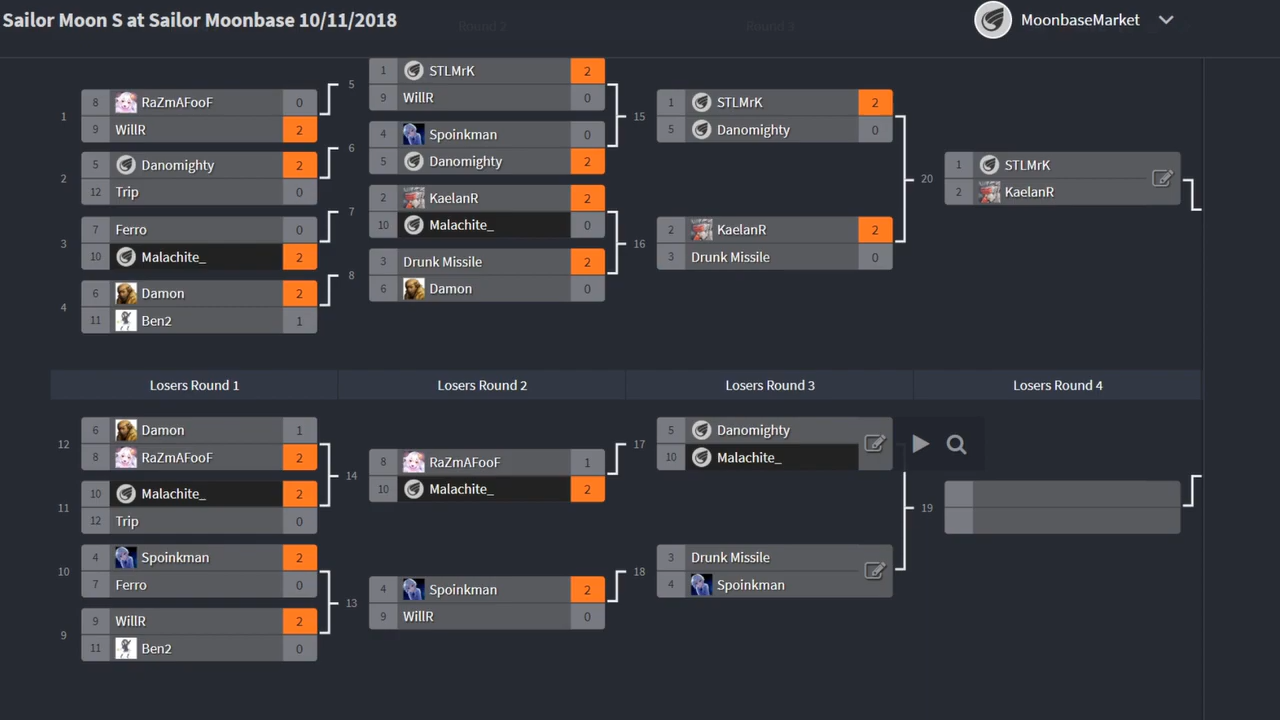 Sailor Moon S at Sailor Moonbase 10/11/2018
MoonbaseMarket
Round 2
Round 3
1
8 RaZmAFooF 0
9 WillR 2
2
5 Danomighty 2
12 Trip 0
3
7 Ferro 0
10 Malachite_ 2
4
6 Damon 2
11 Ben2 1
5
1 STLMrK 2
9 WillR 0
6
4 Spoinkman 0
5 Danomighty 2
7
2 KaelanR 2
10 Malachite_ 0
8
3 Drunk Missile 2
6 Damon 0
15
1 STLMrK 2
5 Danomighty 0
16
2 KaelanR 2
3 Drunk Missile 0
20
1 STLMrK
2 KaelanR
Losers Round 1
Losers Round 2
Losers Round 3
Losers Round 4
12
6 Damon 1
8 RaZmAFooF 2
11
10 Malachite_ 2
12 Trip 0
10
4 Spoinkman 2
7 Ferro 0
9
9 WillR 2
11 Ben2 0
14
8 RaZmAFooF 1
10 Malachite_ 2
13
4 Spoinkman 2
9 WillR 0
17
5 Danomighty
10 Malachite_
18
3 Drunk Missile
4 Spoinkman
19